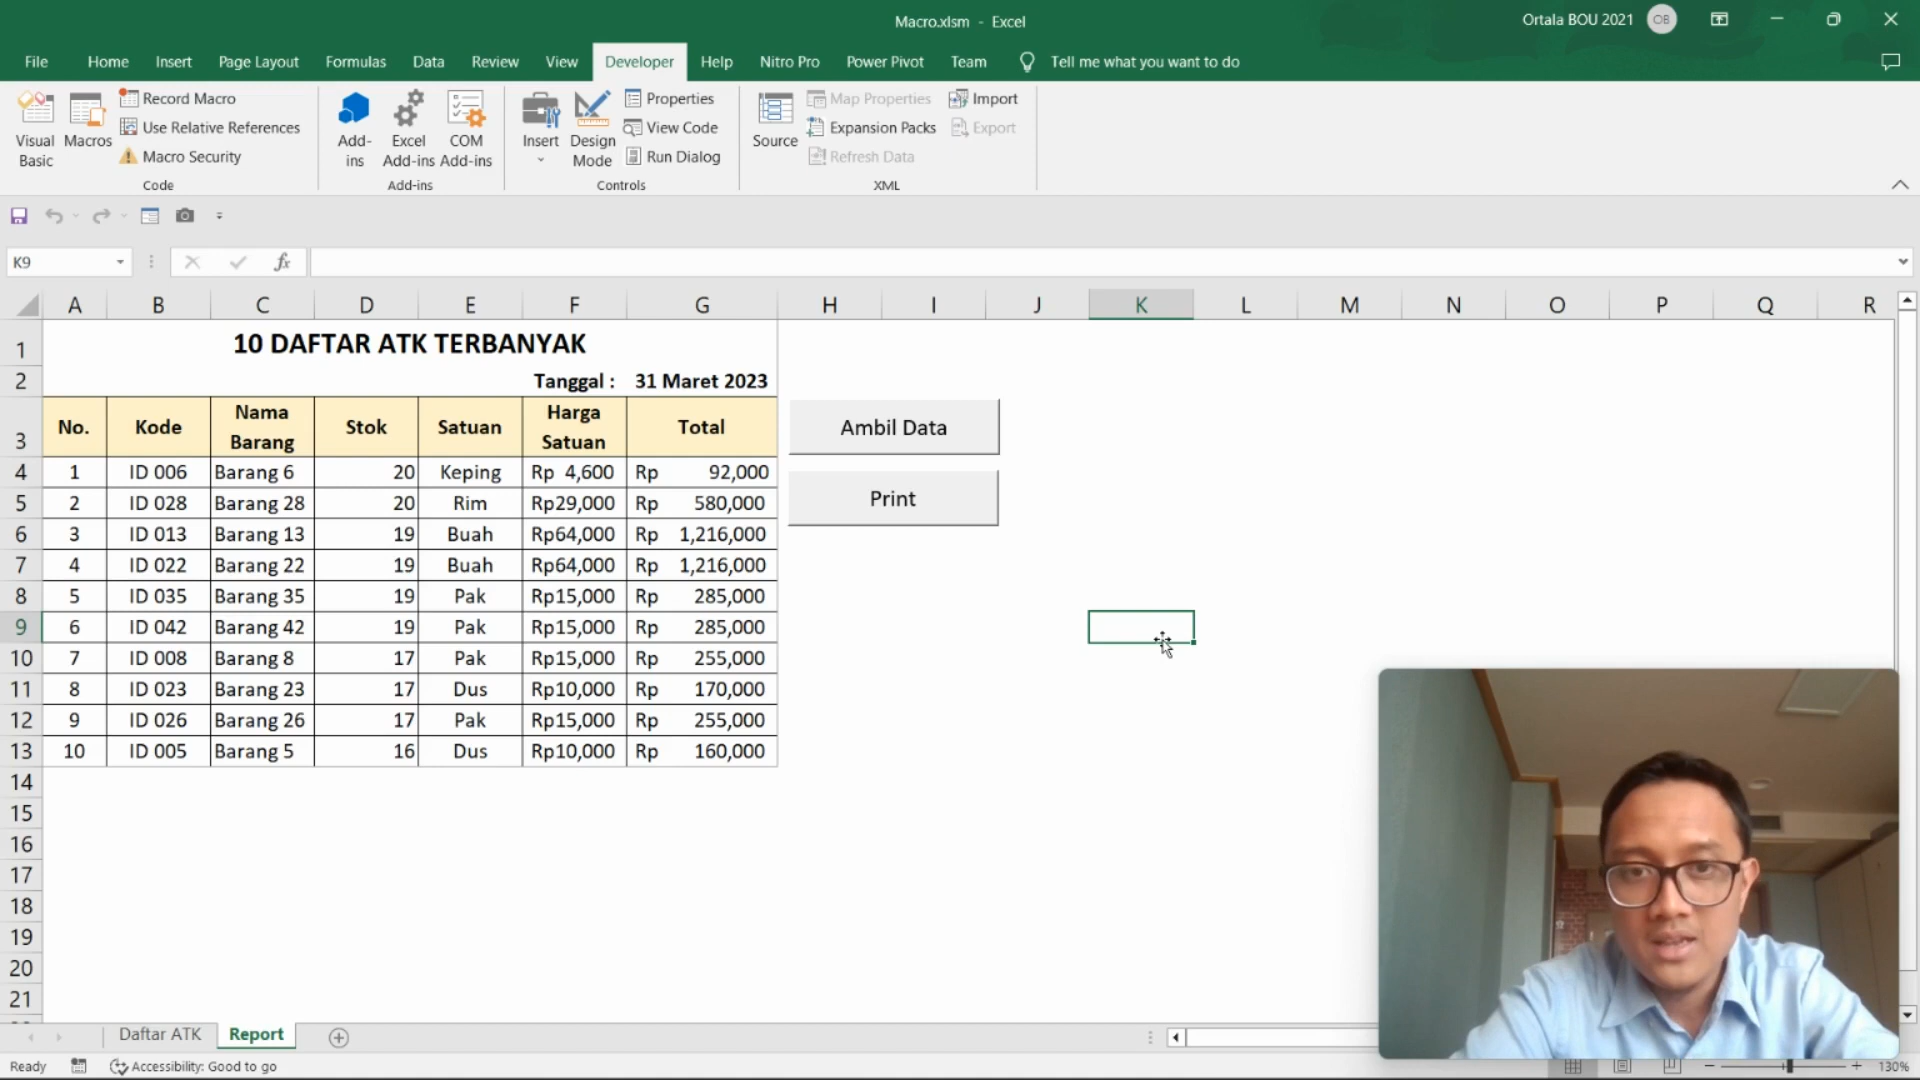 Macro.xlsm - Excel
Ortala BOU 2021 OB
File Home Insert Page Layout Formulas Data Review View Developer Help Nitro Pro Power Pivot Team Tell me what you want to do
Visual Basic
Macros
Record Macro
Use Relative References
Macro Security
Code
Add-ins
Excel Add-ins
COM Add-ins
Add-ins
Insert
Design Mode
Properties
View Code
Run Dialog
Controls
Source
Map Properties
Expansion Packs
Refresh Data
Import
Export
XML
K9
fx
A B C D E F G H I J K L M N O P Q R
1 10 DAFTAR ATK TERBANYAK
2 Tanggal : 31 Maret 2023
3 No. Kode Nama Barang Stok Satuan Harga Satuan Total
Ambil Data
4 1 ID 006 Barang 6 20 Keping Rp 4,600 Rp 92,000
5 2 ID 028 Barang 28 20 Rim Rp29,000 Rp 580,000
Print
6 3 ID 013 Barang 13 19 Buah Rp64,000 Rp 1,216,000
7 4 ID 022 Barang 22 19 Buah Rp64,000 Rp 1,216,000
8 5 ID 035 Barang 35 19 Pak Rp15,000 Rp 285,000
9 6 ID 042 Barang 42 19 Pak Rp15,000 Rp 285,000
10 7 ID 008 Barang 8 17 Pak Rp15,000 Rp 255,000
11 8 ID 023 Barang 23 17 Dus Rp10,000 Rp 170,000
12 9 ID 026 Barang 26 17 Pak Rp15,000 Rp 255,000
13 10 ID 005 Barang 5 16 Dus Rp10,000 Rp 160,000
14
15
16
17
18
19
20
21
Daftar ATK Report
Ready Accessibility: Good to go 130%